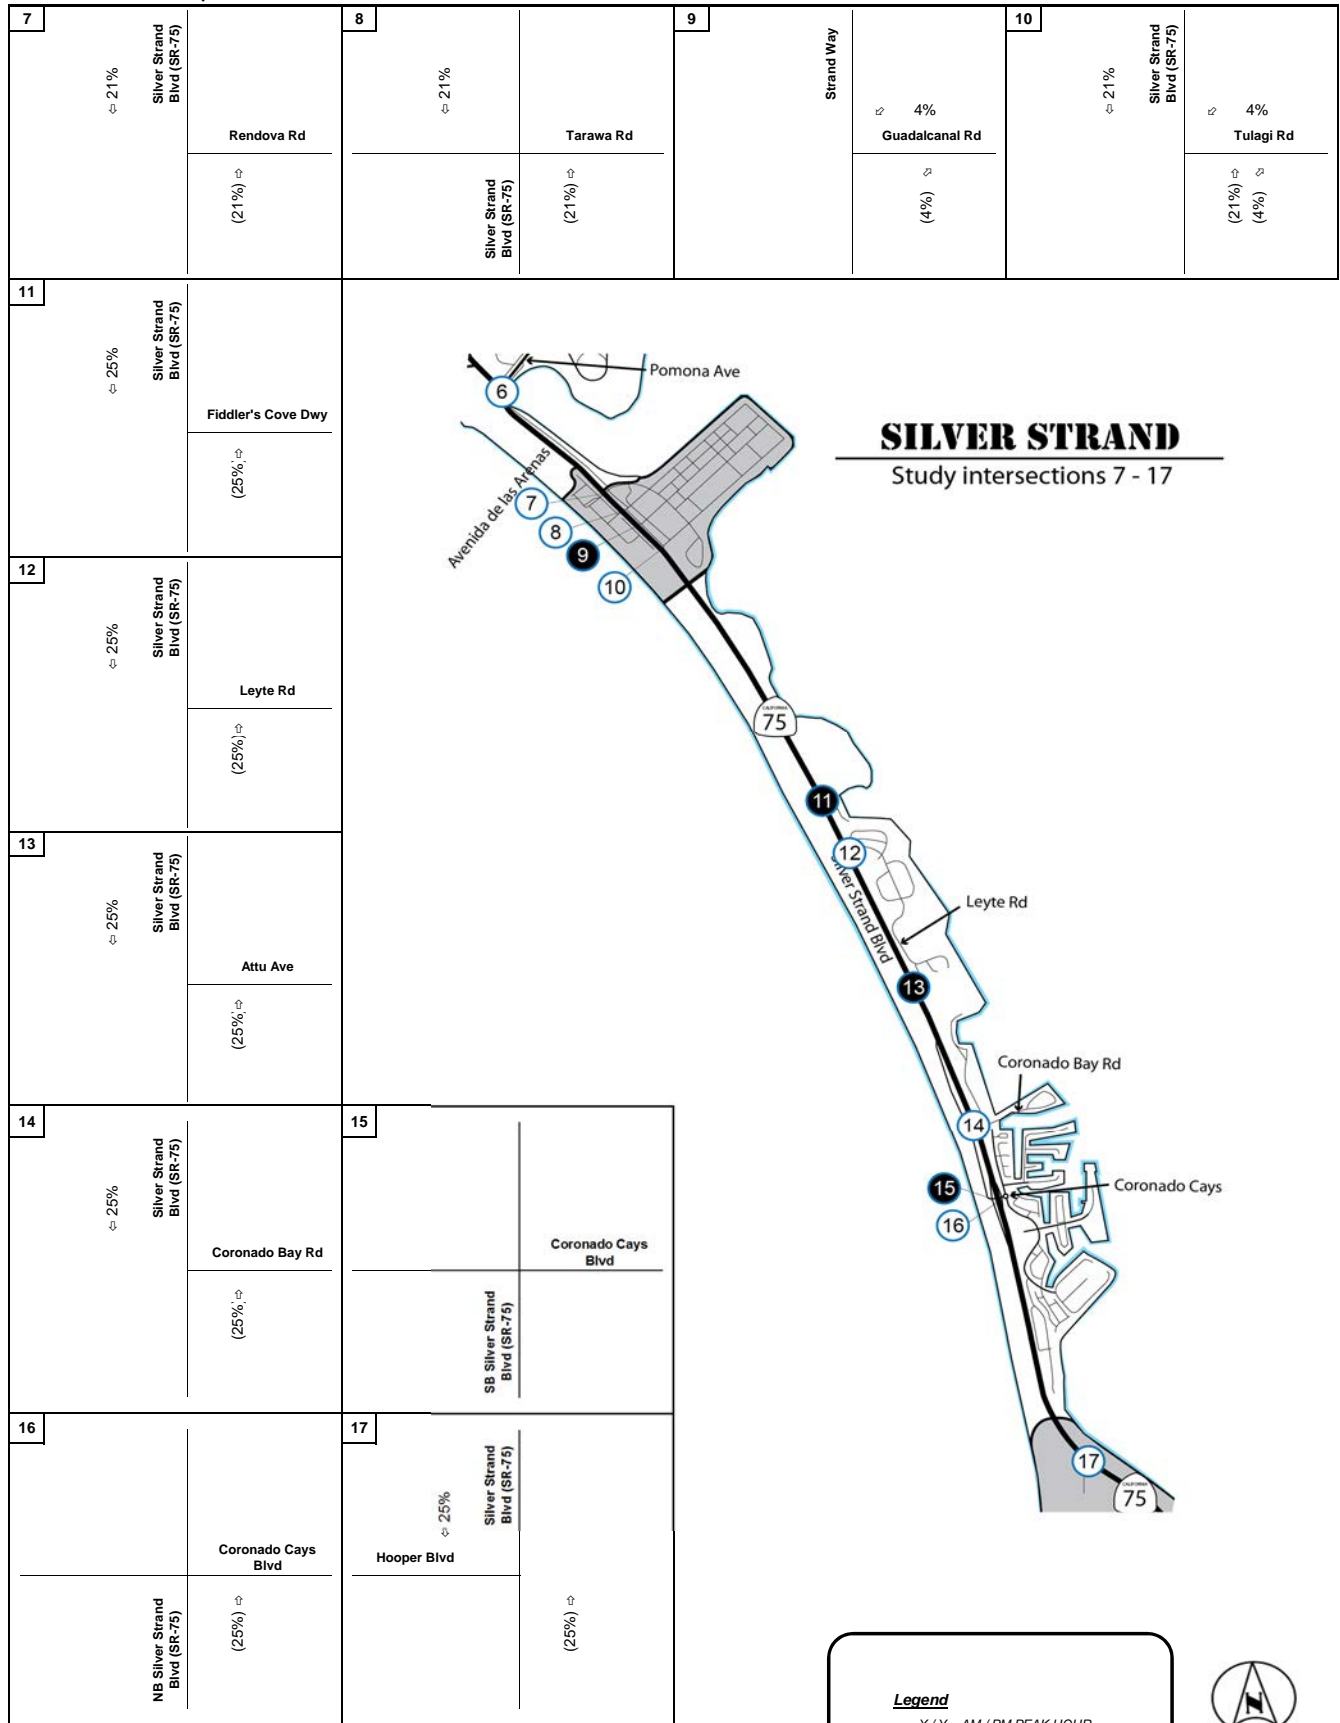 7
⇦ 21%
Silver Strand
Blvd (SR-75)
Rendova Rd
(21%) ⇨
8
⇦ 21%
Tarawa Rd
Silver Strand
Blvd (SR-75)
(21%) ⇨
9
Strand Way
4%
Guadalcanal Rd
(4%)
10
⇦ 21%
Silver Strand
Blvd (SR-75)
4%
Tulagi Rd
(21%) ⇨
(4%)
11
⇦ 25%
Silver Strand
Blvd (SR-75)
Fiddler's Cove Dwy
(25%) ⇨
12
⇦ 25%
Silver Strand
Blvd (SR-75)
Leyte Rd
(25%) ⇨
13
⇦ 25%
Silver Strand
Blvd (SR-75)
Attu Ave
(25%) ⇨
14
⇦ 25%
Silver Strand
Blvd (SR-75)
Coronado Bay Rd
(25%) ⇨
15
Coronado Cays
Blvd
SB Silver Strand
Blvd (SR-75)
16
Coronado Cays
Blvd
NB Silver Strand
Blvd (SR-75)
(25%) ⇨
17
⇦ 25%
Silver Strand
Blvd (SR-75)
Hooper Blvd
(25%) ⇨
SILVER STRAND
Study intersections 7 - 17
Pomona Ave
6
Avenida de las Arenas
7
8
9
10
CALIFORNIA
75
11
12
Silver Strand Blvd
Leyte Rd
13
Coronado Bay Rd
14
15
Coronado Cays
16
17
CALIFORNIA
75
Legend
X / Y = AM / PM PEAK HOUR
N